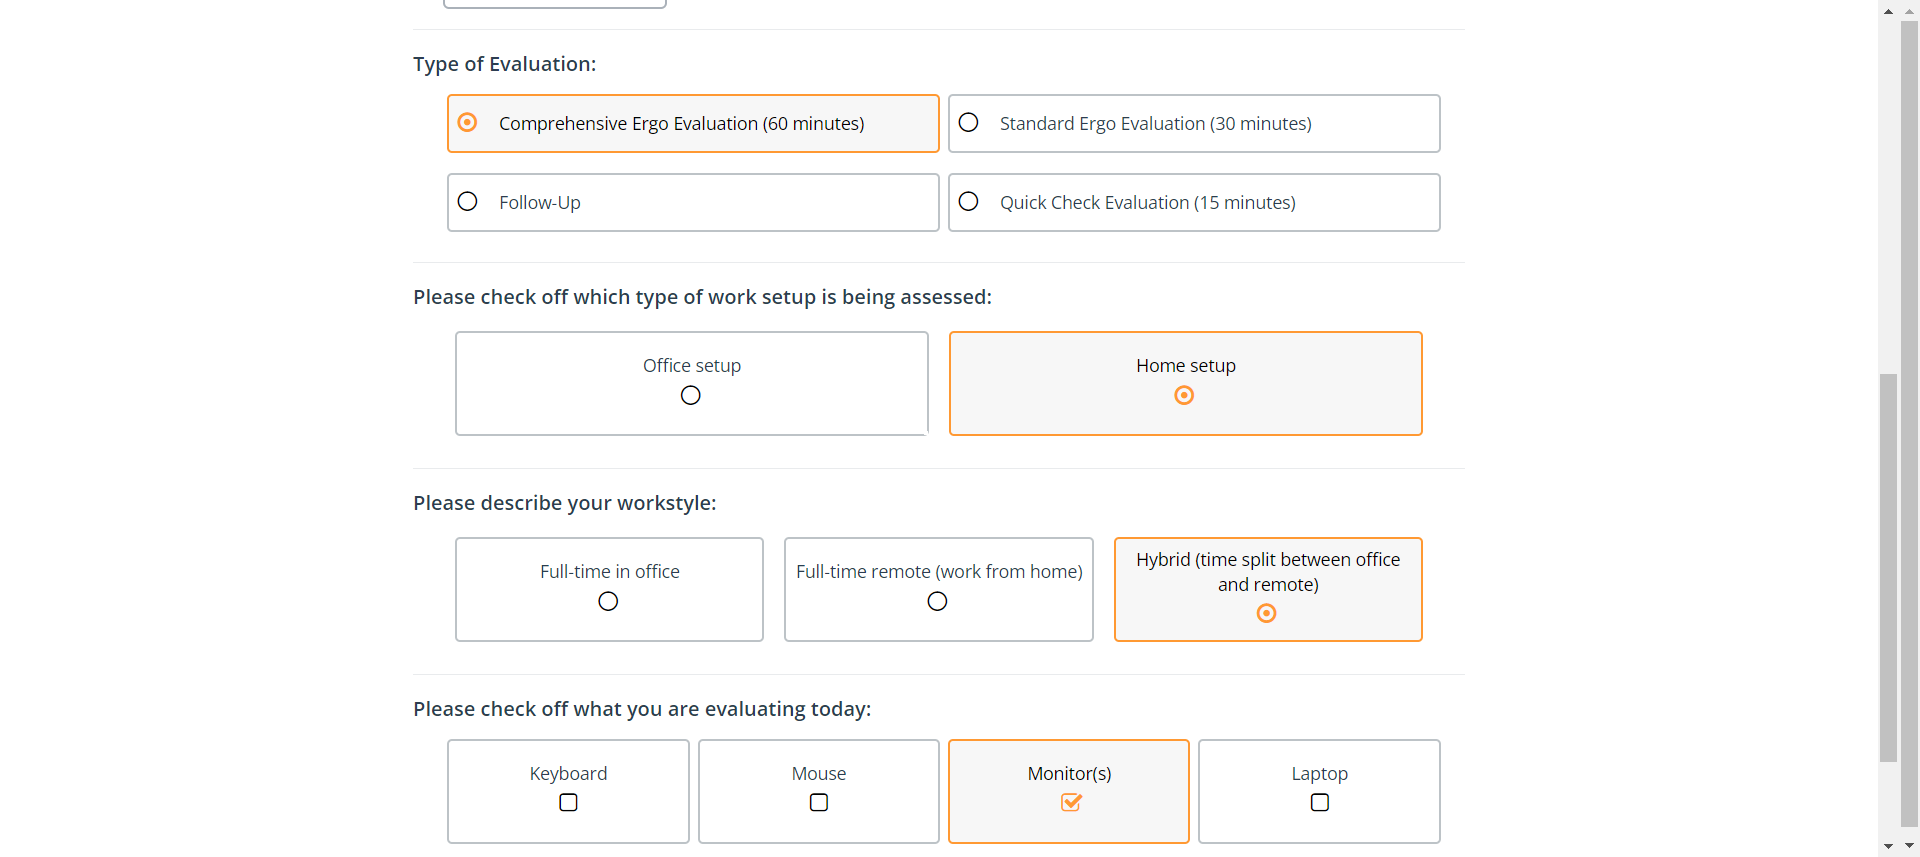 Type of Evaluation:
Comprehensive Ergo Evaluation (60 minutes)
Standard Ergo Evaluation (30 minutes)
Follow-Up
Quick Check Evaluation (15 minutes)
Please check off which type of work setup is being assessed:
Office setup
Home setup
Please describe your workstyle:
Full-time in office
Full-time remote (work from home)
Hybrid (time split between office
and remote)
Please check off what you are evaluating today:
Keyboard
Mouse
Monitor(s)
Laptop